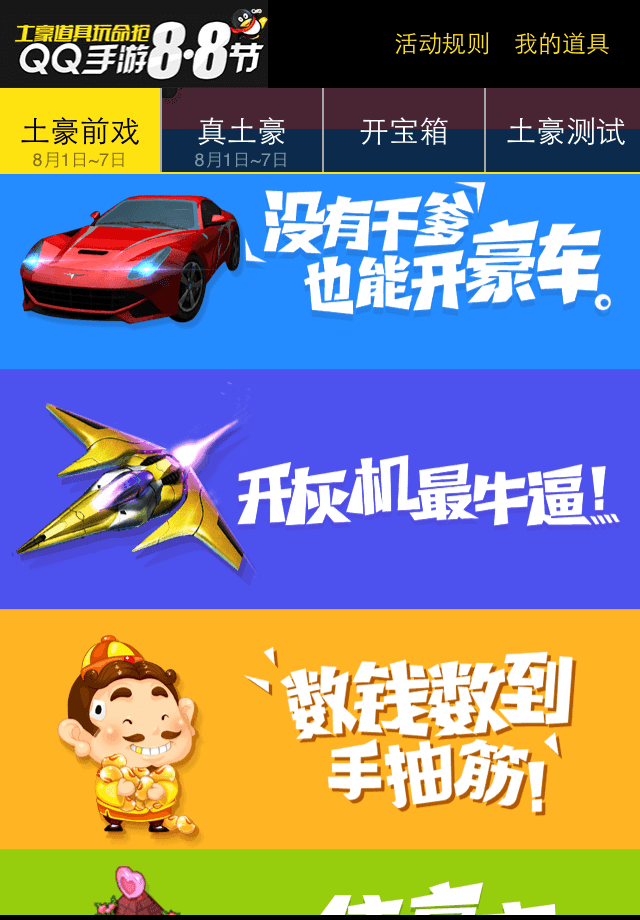 土豪道具玩命抢
QQ手游8·8节
活动规则 我的道具
土豪前戏 真土豪 开宝箱 土豪测试
8月1日~7日 8月1日~7日
没有干爹
也能开豪车。
开灰机最牛逼!
数钱数到
手抽筋!